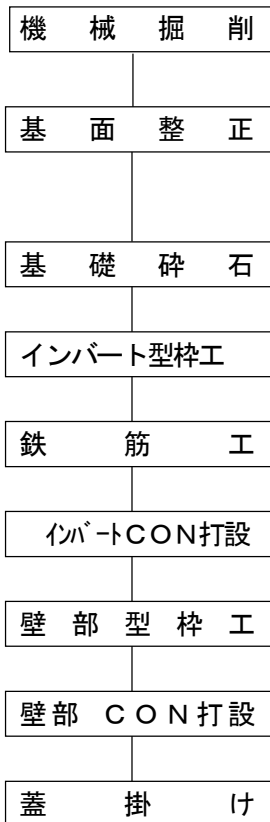 機械掘削
基面整正
基礎砕石
インバート型枠工
鉄筋工
ｲﾝﾊﾞｰﾄＣＯＮ打設
壁部型枠工
壁部 ＣＯＮ打設
蓋掛け